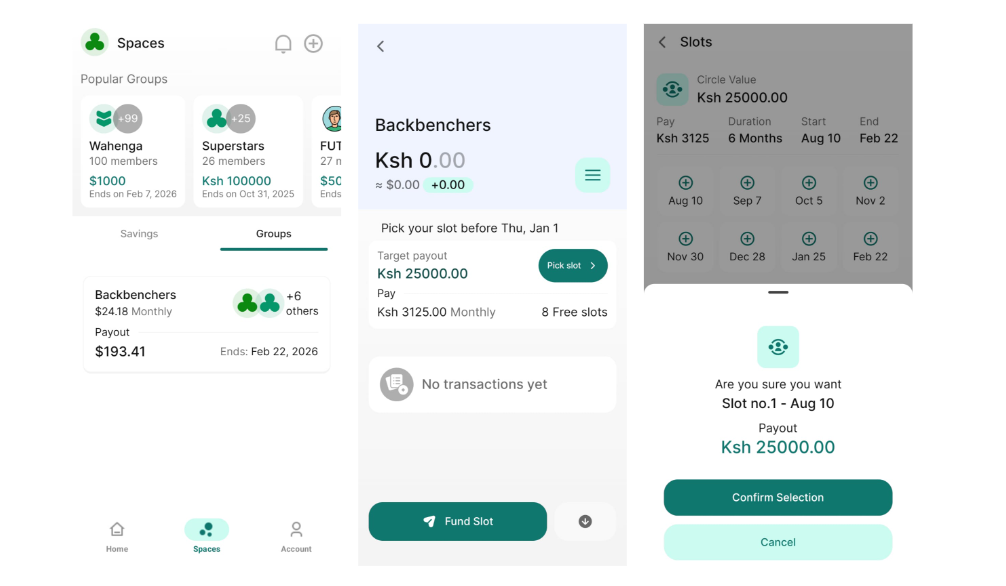 Spaces
Popular Groups
+99
Wahenga
100 members
$1000
Ends on Feb 7, 2026
+25
Superstars
26 members
Ksh 100000
Ends on Oct 31, 2025
FUT
27 n
$50
Ends
Savings
Groups
Backbenchers
$24.18 Monthly
+6
others
Payout
$193.41
Ends: Feb 22, 2026
Home
Spaces
Account
Backbenchers
Ksh 0.00
≈ $0.00 +0.00
Pick your slot before Thu, Jan 1
Target payout
Ksh 25000.00
Pick slot
Pay
Ksh 3125.00 Monthly
8 Free slots
No transactions yet
Fund Slot
Slots
Circle Value
Ksh 25000.00
Pay Duration Start End
Ksh 3125 6 Months Aug 10 Feb 22
Aug 10 Sep 7 Oct 5 Nov 2
Nov 30 Dec 28 Jan 25 Feb 22
Are you sure you want
Slot no.1 - Aug 10
Payout
Ksh 25000.00
Confirm Selection
Cancel